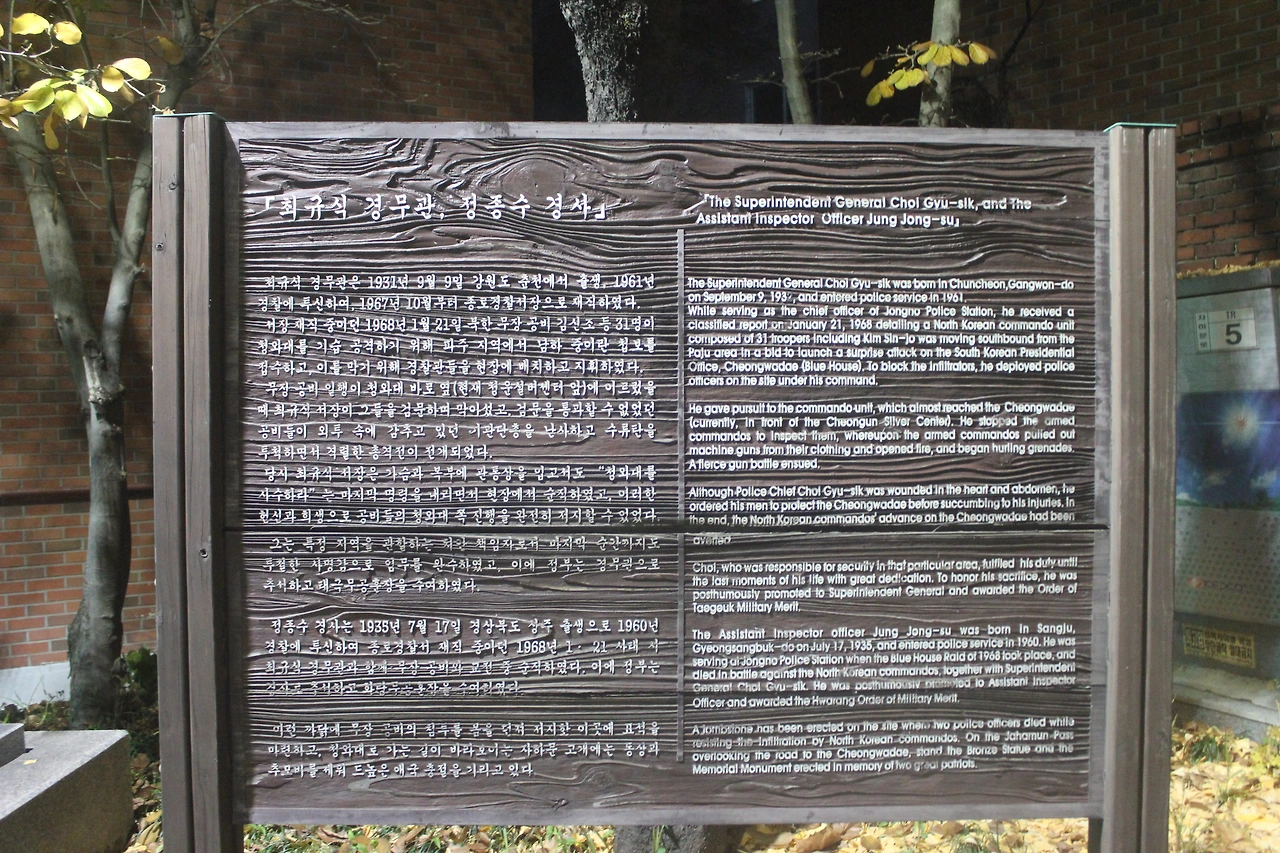 「최규식 경무관, 정종수 경사」
최규식 경무관은 1931년 9월 9일 강원도 춘천에서 출생, 1961년
경찰에 투신하여, 1967년 10월부터 종로경찰서장으로 재직하였다.
서장 재직 중이던 1968년 1월 21일 북한 무장 공비 김신조 등 31명이
청와대를 기습 공격하기 위해 파주 지역에서 남하 중이란 첩보를
접수하고, 이를 막기 위해 경찰관들을 현장에 배치하고 지휘하였다.
무장 공비 일행이 청와대 바로 옆(현재 청운실버센터 앞)에 이르렀을
때 최규식 서장이 그들을 검문하며 막아섰고, 검문을 통과할 수 없었던
공비들이 외투 속에 감추고 있던 기관단총을 난사하고 수류탄을
투척하면서 격렬한 총격전이 전개되었다.
당시 최규식 서장은 가슴과 복부에 관통상을 입고서도 “청와대를
사수하라” 는 마지막 명령을 내리면서 현장에서 순직하였고, 이러한
헌신과 희생으로 공비들의 청와대 쪽 진행을 완전히 저지할 수 있었다.
그는 특정 지역을 관할하는 치안 책임자로서 마지막 순간까지도
투철한 사명감으로 임무를 완수하였고, 이에 정부는 경무관으로
추서하고 태극무공훈장을 수여하였다.
정종수 경사는 1935년 7월 17일 경상북도 상주 출생으로 1960년
경찰에 투신하여 종로경찰서 재직 중이던 1968년 1 · 21 사태 시
최규식 경무관과 함께 무장 공비와 교전 중 순직하였다. 이에 정부는
경사로 추서하고 화랑무공훈장을 수여하였다.
이런 까닭에 무장 공비의 침투를 몸을 던져 저지한 이곳에 표석을
마련하고, 청와대로 가는 길이 바라보이는 자하문 고개에는 동상과
추모비를 세워 드높은 애국 충절을 기리고 있다.
『The Superintendent General Choi Gyu-sik, and The
Assistant Inspector Officer Jung Jong-su』
The Superintendent General Choi Gyu-sik was born in Chuncheon,Gangwon-do
on September 9, 193 , and entered police service in 1961.
While serving as the chief officer of Jongno Police Station, he received a
classified report on January 21, 1968 detailing a North Korean commando unit
composed of 31 troopers including Kim Sin-jo was moving southbound from the
Paju area in a bid to launch a surprise attack on the South Korean Presidential
Office, Cheongwadae (Blue House). To block the infiltrators, he deployed police
officers on the site under his command.
He gave pursuit to the commando unit, which almost reached the Cheongwadae
(currently, in front of the Cheongun Silver Center). He stopped the armed
commandos to inspect them, whereupon the armed commandos pulled out
machine guns from their clothing and opened fire, and began hurling grenades.
A fierce gun battle ensued.
Although Police Chief Choi Gyu-sik was wounded in the heart and abdomen, he
ordered his men to protect the Cheongwadae before succumbing to his injuries. In
the end, the North Korean commandos' advance on the Cheongwadae had been
averted.
Choi, who was responsible for security in that particular area, fulfilled his duty until
the last moments of his life with great dedication. To honor his sacrifice, he was
posthumously promoted to Superintendent General and awarded the Order of
Taegeuk Military Merit.
The Assistant Inspector officer Jung Jong-su was born in Sangju,
Gyeongsangbuk-do on July 17, 1935, and entered police service in 1960. He was
serving at Jongno Police Station when the Blue House Raid of 1968 took place, and
died in battle against the North Korean commandos, together with Superintendent
General Choi Gyu-sik. He was posthumously promoted to Assistant Inspector
Officer and awarded the Hwarang Order of Military Merit.
A tombstone has been erected on the site where two police officers died while
resisting the infiltration by North Korean commandos. On the Jahamun Pass
overlooking the road to the Cheongwadae, stand the Bronze Statue and the
Memorial Monument erected in memory of two great patriots.
5